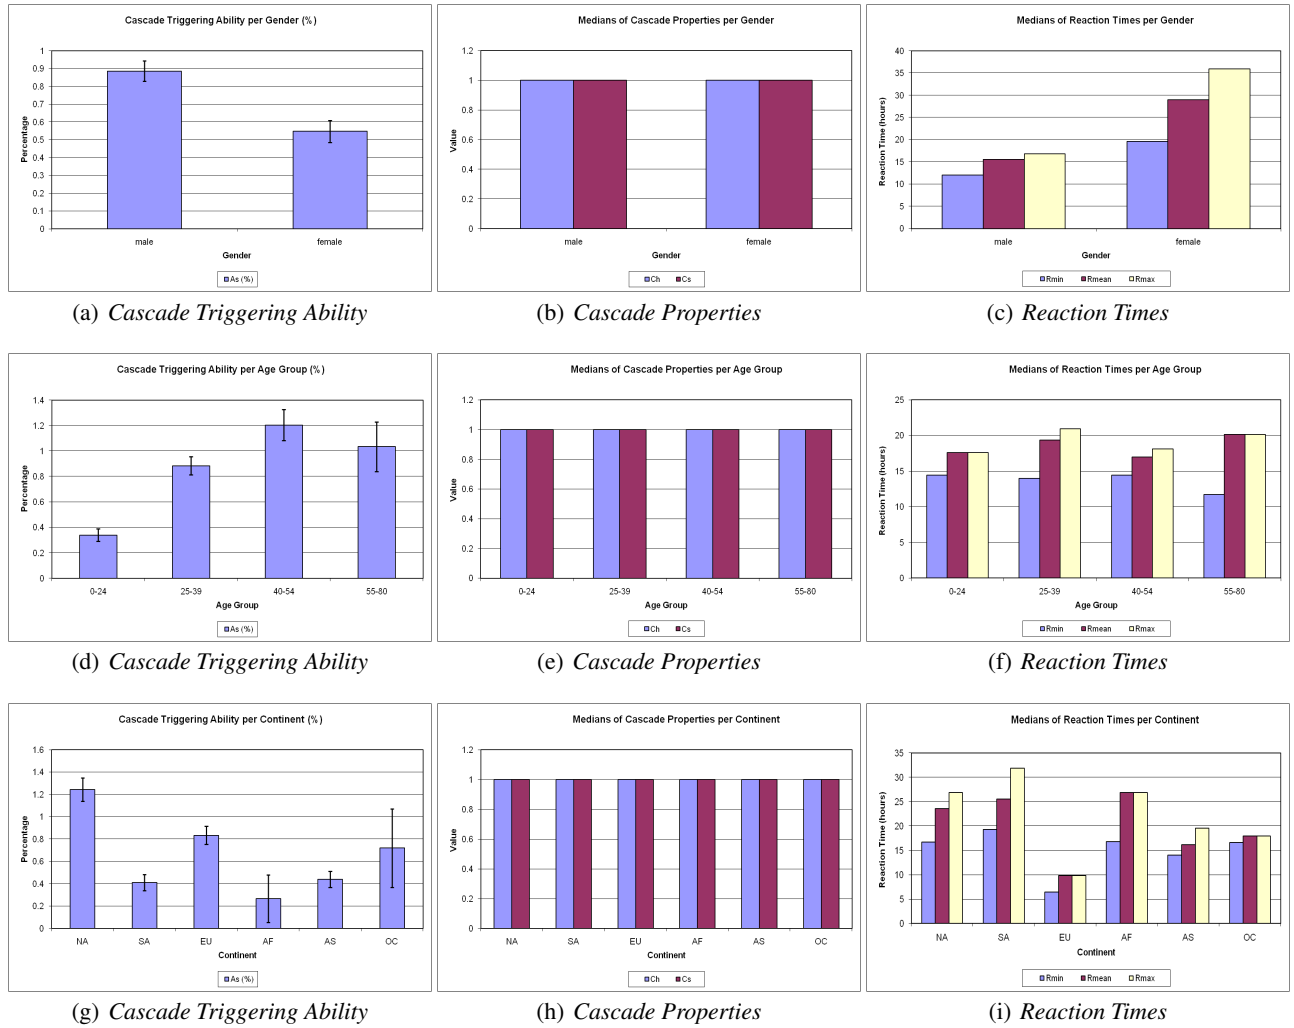 Cascade Triggering Ability per Gender (%)
Percentage
1
0.9
0.8
0.7
0.6
0.5
0.4
0.3
0.2
0.1
0
male
female
Gender
As (%)
(a) Cascade Triggering Ability
Medians of Cascade Properties per Gender
Value
1.2
1
0.8
0.6
0.4
0.2
0
male
female
Gender
Ch Cs
(b) Cascade Properties
Medians of Reaction Times per Gender
Reaction Time (hours)
40
35
30
25
20
15
10
5
0
male
female
Gender
Rmin Rmean Rmax
(c) Reaction Times
Cascade Triggering Ability per Age Group (%)
Percentage
1.4
1.2
1
0.8
0.6
0.4
0.2
0
0-24 25-39 40-54 55-80
Age Group
As (%)
(d) Cascade Triggering Ability
Medians of Cascade Properties per Age Group
Value
1.2
1
0.8
0.6
0.4
0.2
0
0-24 25-39 40-54 55-80
Age Group
Ch Cs
(e) Cascade Properties
Medians of Reaction Times per Age Group
Reaction Time (hours)
25
20
15
10
5
0
0-24 25-39 40-54 55-80
Age Group
Rmin Rmean Rmax
(f) Reaction Times
Cascade Triggering Ability per Continent (%)
Percentage
1.6
1.4
1.2
1
0.8
0.6
0.4
0.2
0
NA SA EU AF AS OC
Continent
As (%)
(g) Cascade Triggering Ability
Medians of Cascade Properties per Continent
Value
1.2
1
0.8
0.6
0.4
0.2
0
NA SA EU AF AS OC
Continent
Ch Cs
(h) Cascade Properties
Medians of Reaction Times per Continent
Reaction Time (hours)
35
30
25
20
15
10
5
0
NA SA EU AF AS OC
Continent
Rmin Rmean Rmax
(i) Reaction Times